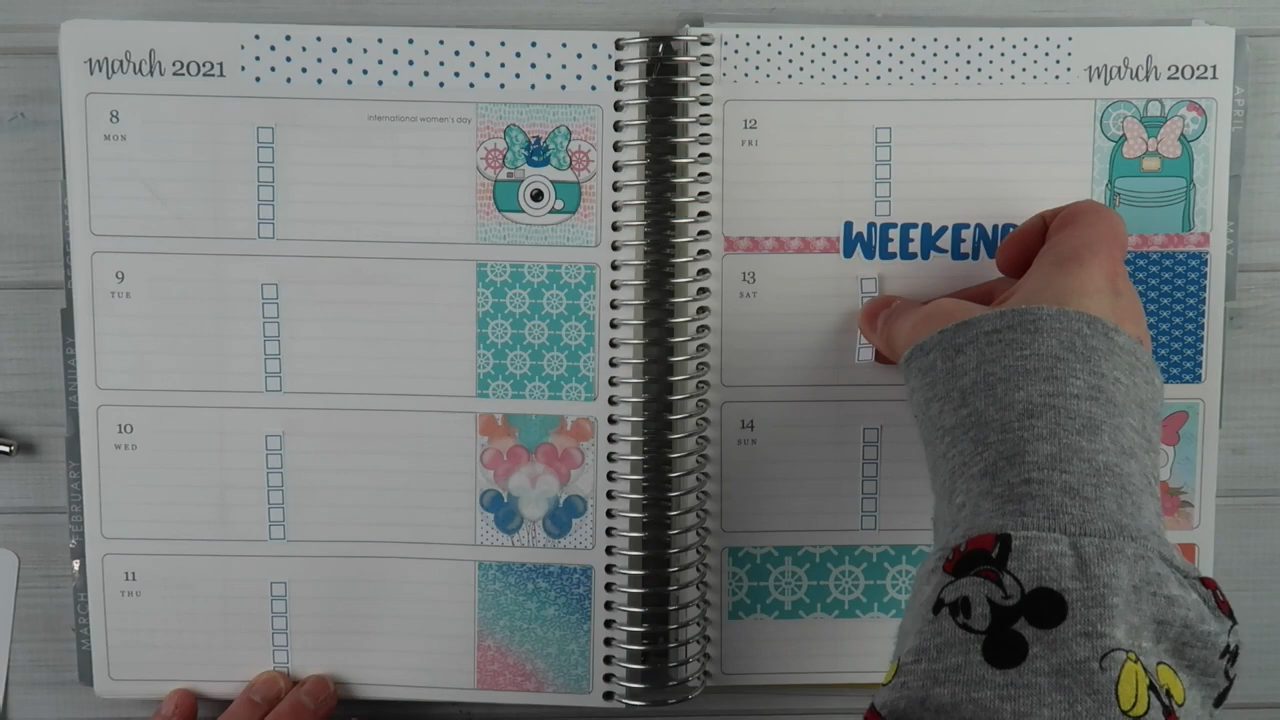 march 2021
8
MON
international women's day
9
TUE
10
WED
11
THU
march 2021
12
FRI
WEEKEN
13
SAT
14
SUN
JANUARY
FEBRUARY
MARCH
APRIL
MAY